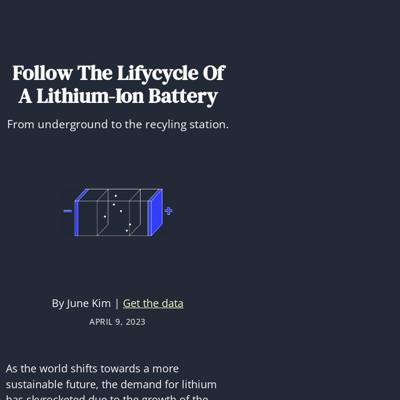 Follow The Lifycycle Of
A Lithium-Ion Battery
From underground to the recyling station.
By June Kim | Get the data
APRIL 9, 2023
As the world shifts towards a more
sustainable future, the demand for lithium
has skyrocketed due to the growth of the